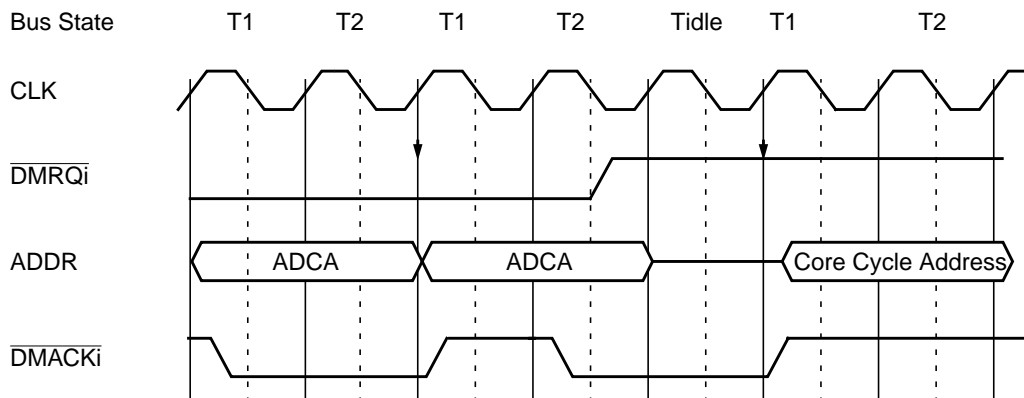 Bus State T1 T2 T1 T2 Tidle T1 T2
CLK
DMRQi
ADDR ADCA ADCA Core Cycle Address
DMACKi